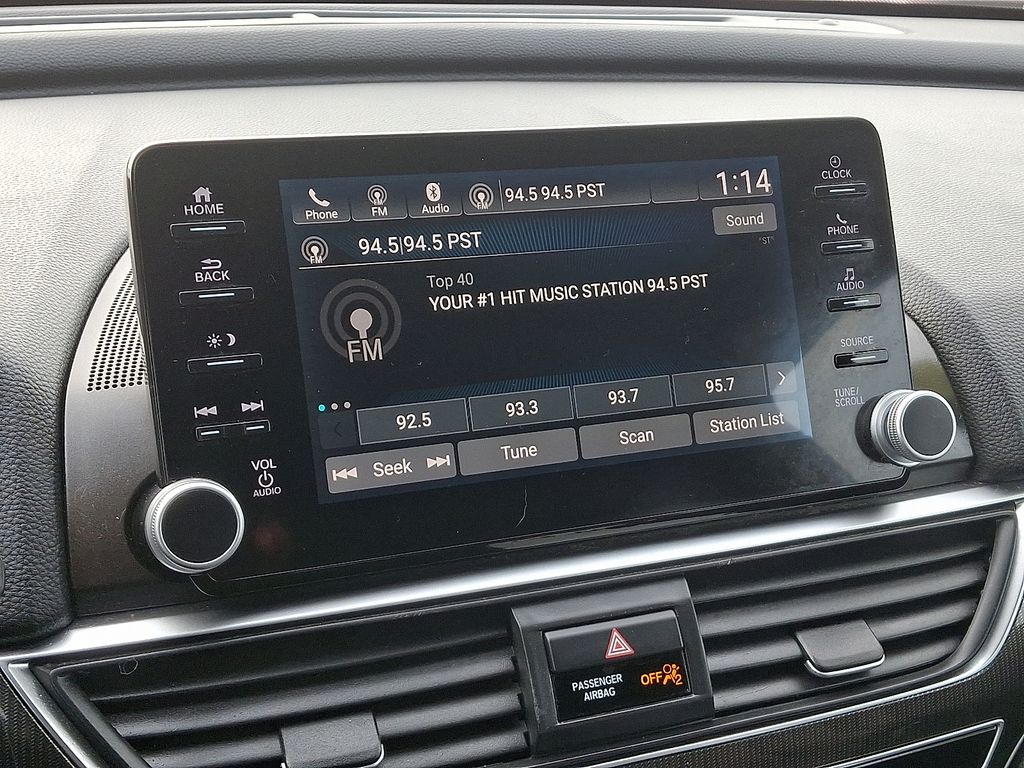 HOME
BACK
VOL
AUDIO
Phone
FM
Audio
FM
94.5 94.5 PST
1:14
Sound
"ST"
FM
94.5|94.5 PST
Top 40
YOUR #1 HIT MUSIC STATION 94.5 PST
FM
92.5
93.3
93.7
95.7
Seek
Tune
Scan
Station List
CLOCK
PHONE
AUDIO
SOURCE
TUNE/
SCROLL
PASSENGER
AIRBAG
OFF
2